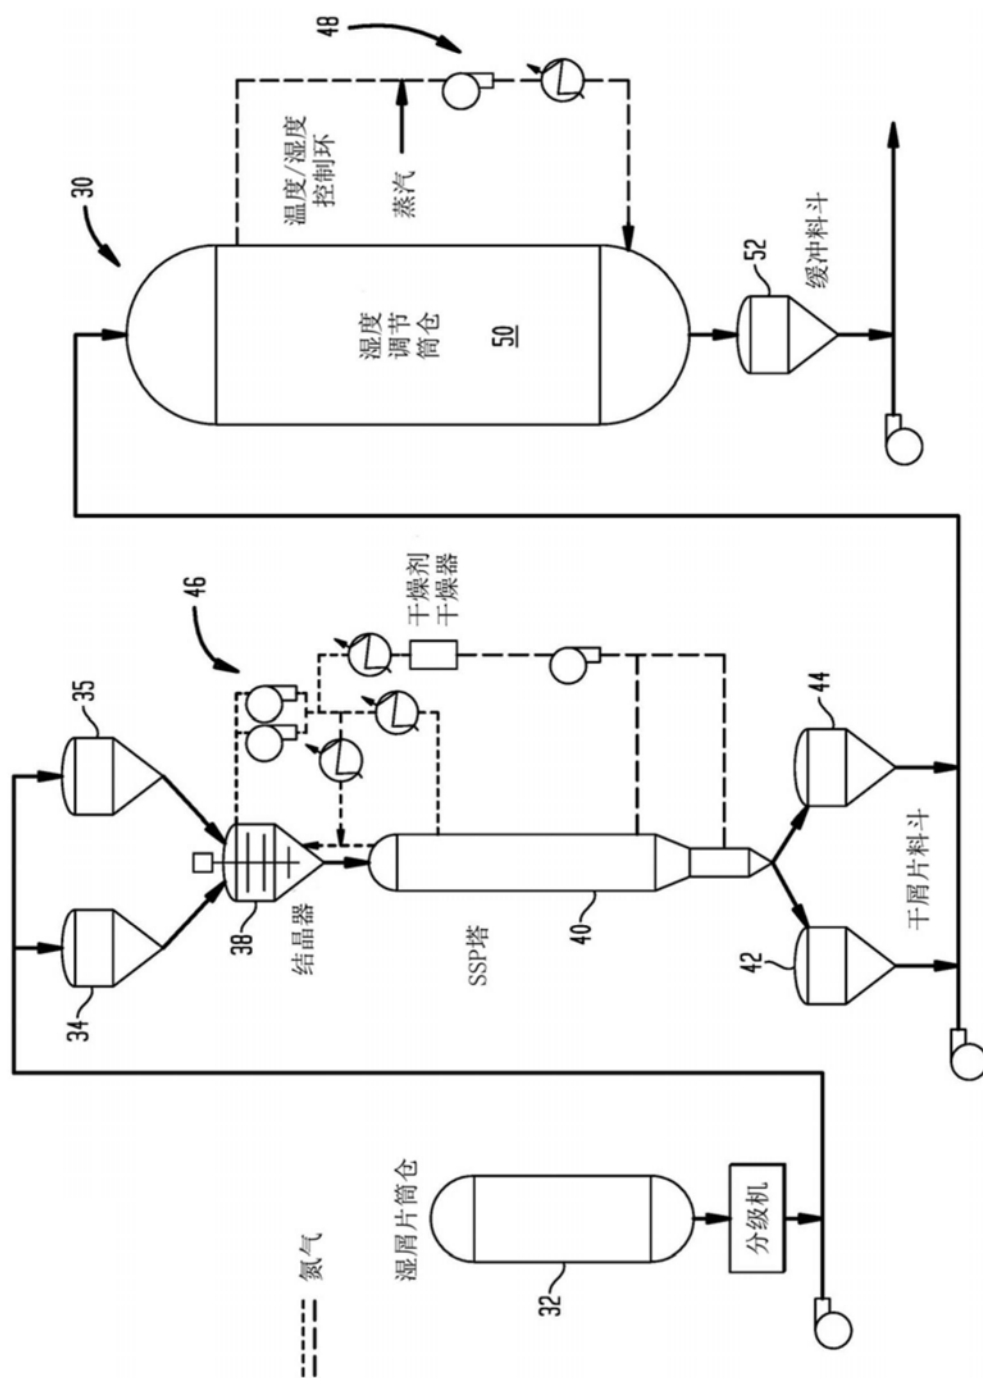 氮气
湿屑片筒仓
32
分级机
34
35
38
结晶器
46
干燥剂
干燥器
SSP塔
40
42
44
干屑片料斗
30
温度/湿度
控制环
48
蒸汽
湿度
调节
筒仓
50
52
缓冲料斗